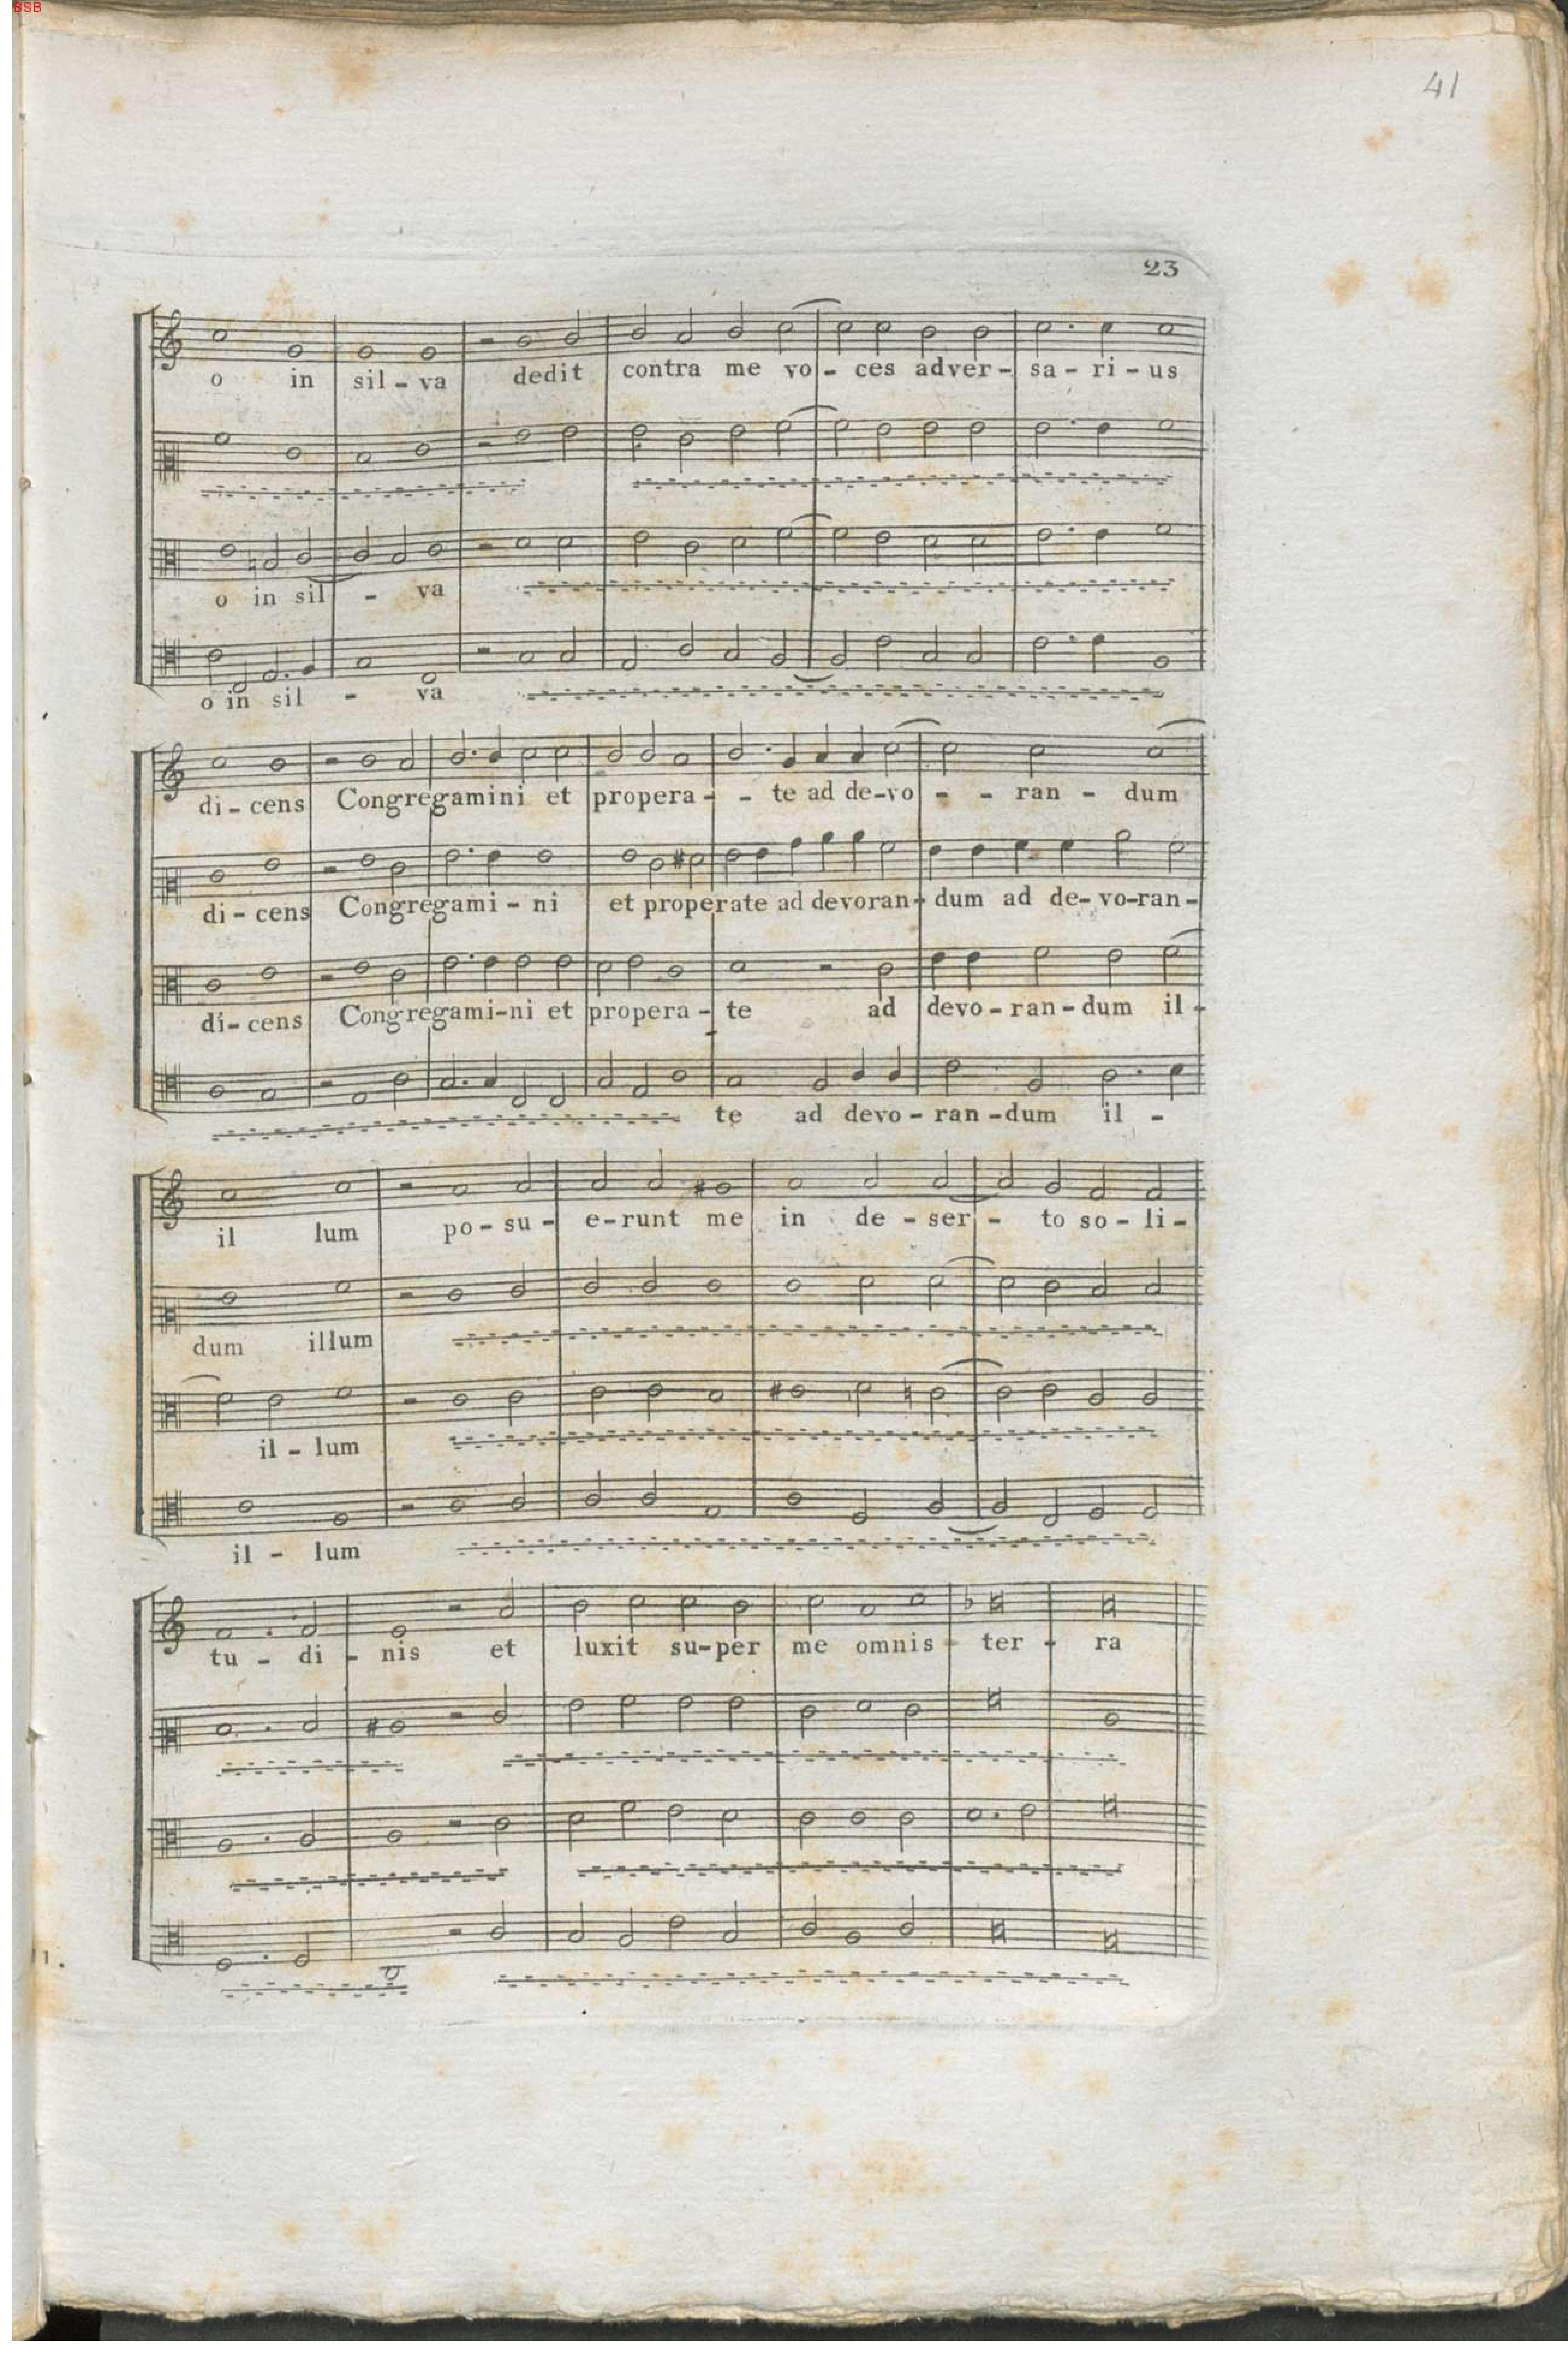 BSB
41
23
o in sil - va dedit contra me vo - ces adver - sa - ri - us
o in sil - va
o in sil - va
di - cens Congregamini et propera - - te ad de-vo - - ran - dum
di - cens Congregami - ni et properate ad devoran - dum ad de - vo-ran -
di - cens Congregami-ni et propera - te ad devo - ran - dum il -
te ad devo - ran - dum il -
il lum po - su - e - runt me in de - ser - to so - li -
dum illum
il - lum
il - lum
tu - di - nis et luxit su-per me omnis ter - ra
1.